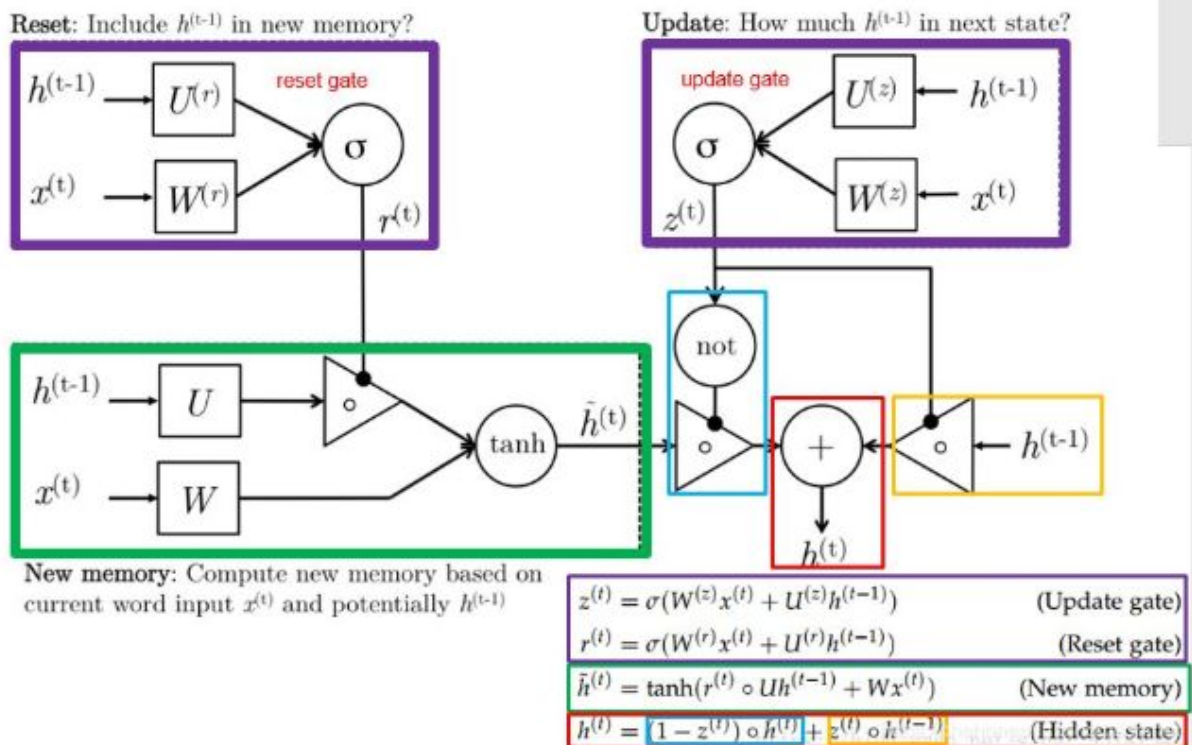 Reset: Include h^(t-1) in new memory?
Update: How much h^(t-1) in next state?
h^(t-1)
U^(r)
reset gate
σ
x^(t)
W^(r)
r^(t)
update gate
σ
U^(z)
h^(t-1)
W^(z)
x^(t)
z^(t)
not
h^(t-1)
U
∘
tanh
h̃^(t)
∘
+
∘
h^(t-1)
x^(t)
W
h^(t)
New memory: Compute new memory based on
current word input x^(t) and potentially h^(t-1)
z^(t) = σ(W^(z)x^(t) + U^(z)h^(t−1)) (Update gate)
r^(t) = σ(W^(r)x^(t) + U^(r)h^(t−1)) (Reset gate)
h̃^(t) = tanh(r^(t) ∘ Uh^(t−1) + Wx^(t)) (New memory)
h^(t) = (1 − z^(t)) ∘ h̃^(t) + z^(t) ∘ h^(t−1) (Hidden state)